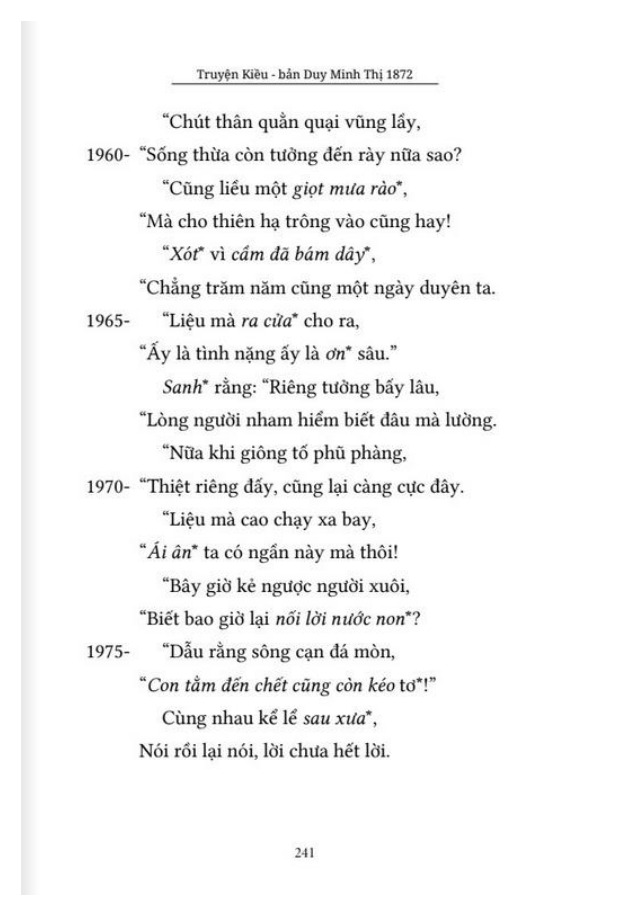 Truyện Kiều - bản Duy Minh Thị 1872
“Chút thân quằn quại vũng lầy,
1960- “Sống thừa còn tưởng đến rày nữa sao?
“Cũng liều một giọt mưa rào*,
“Mà cho thiên hạ trông vào cũng hay!
“Xót* vì cầm đã bám dây*,
“Chẳng trăm năm cũng một ngày duyên ta.
1965- “Liệu mà ra cửa* cho ra,
“Ấy là tình nặng ấy là ơn* sâu.”
Sanh* rằng: “Riêng tưởng bấy lâu,
“Lòng người nham hiểm biết đâu mà lường.
“Nữa khi giông tố phũ phàng,
1970- “Thiệt riêng đấy, cũng lại càng cực đây.
“Liệu mà cao chạy xa bay,
“Ái ân* ta có ngần này mà thôi!
“Bây giờ kẻ ngược người xuôi,
“Biết bao giờ lại nối lời nước non*?
1975- “Dẫu rằng sông cạn đá mòn,
“Con tằm đến chết cũng còn kéo tơ*!”
Cùng nhau kể lể sau xưa*,
Nói rồi lại nói, lời chưa hết lời.
241